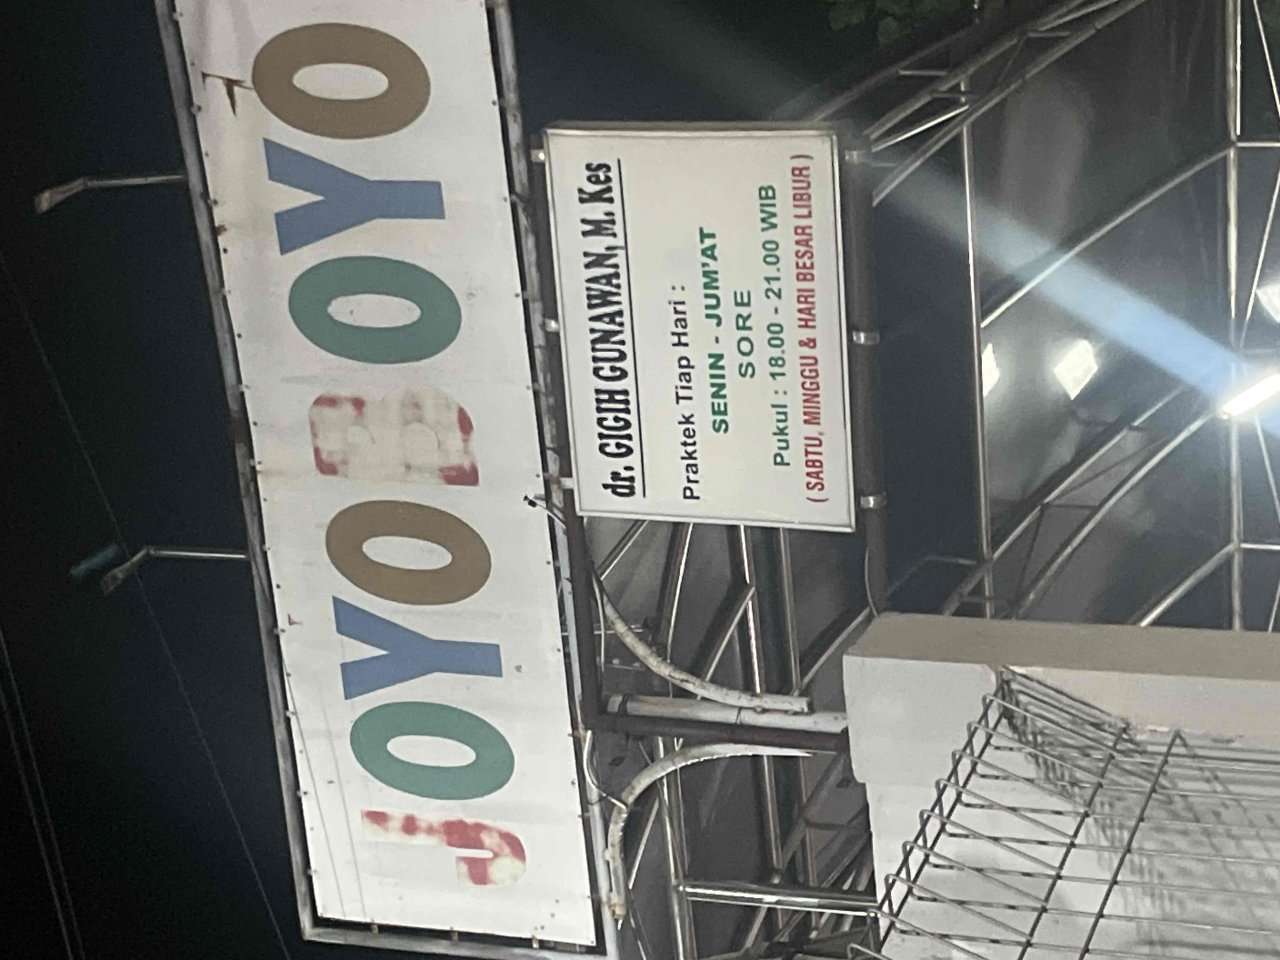 JOYOBOYO
dr. GIGIH GUNAWAN, M. Kes
Praktek Tiap Hari :
SENIN - JUM'AT
SORE
Pukul : 18.00 - 21.00 WIB
( SABTU, MINGGU & HARI BESAR LIBUR )